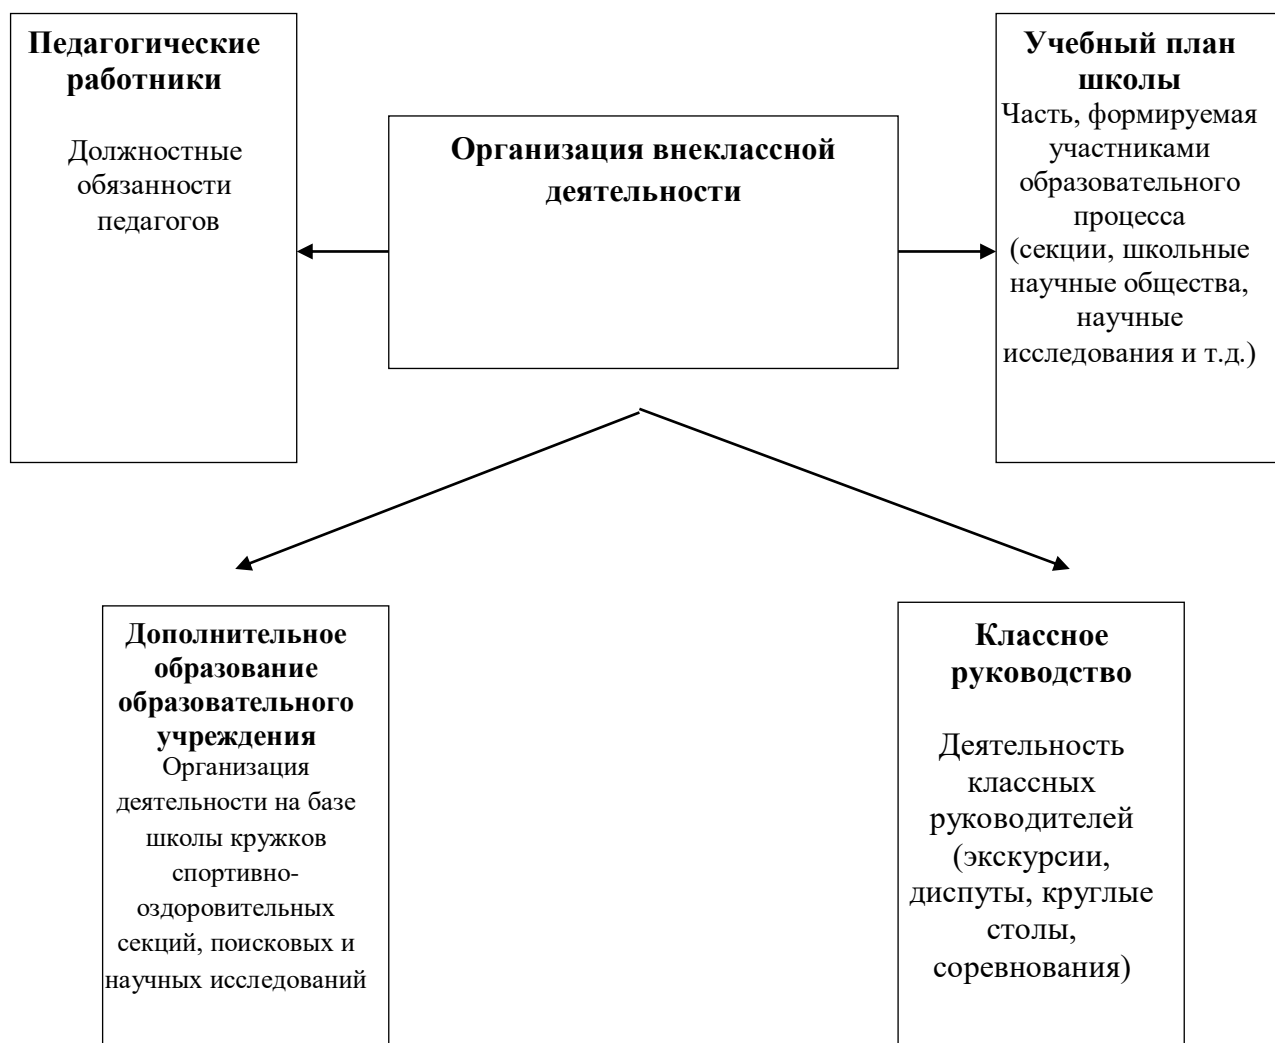 Педагогические
работники
Должностные
обязанности
педагогов
Организация внеклассной
деятельности
Учебный план
школы
Часть, формируемая
участниками
образовательного
процесса
(секции, школьные
научные общества,
научные
исследования и т.д.)
Дополнительное
образование
образовательного
учреждения
Организация
деятельности на базе
школы кружков
спортивно-
оздоровительных
секций, поисковых и
научных исследований
Классное
руководство
Деятельность
классных
руководителей
(экскурсии,
диспуты, круглые
столы,
соревнования)